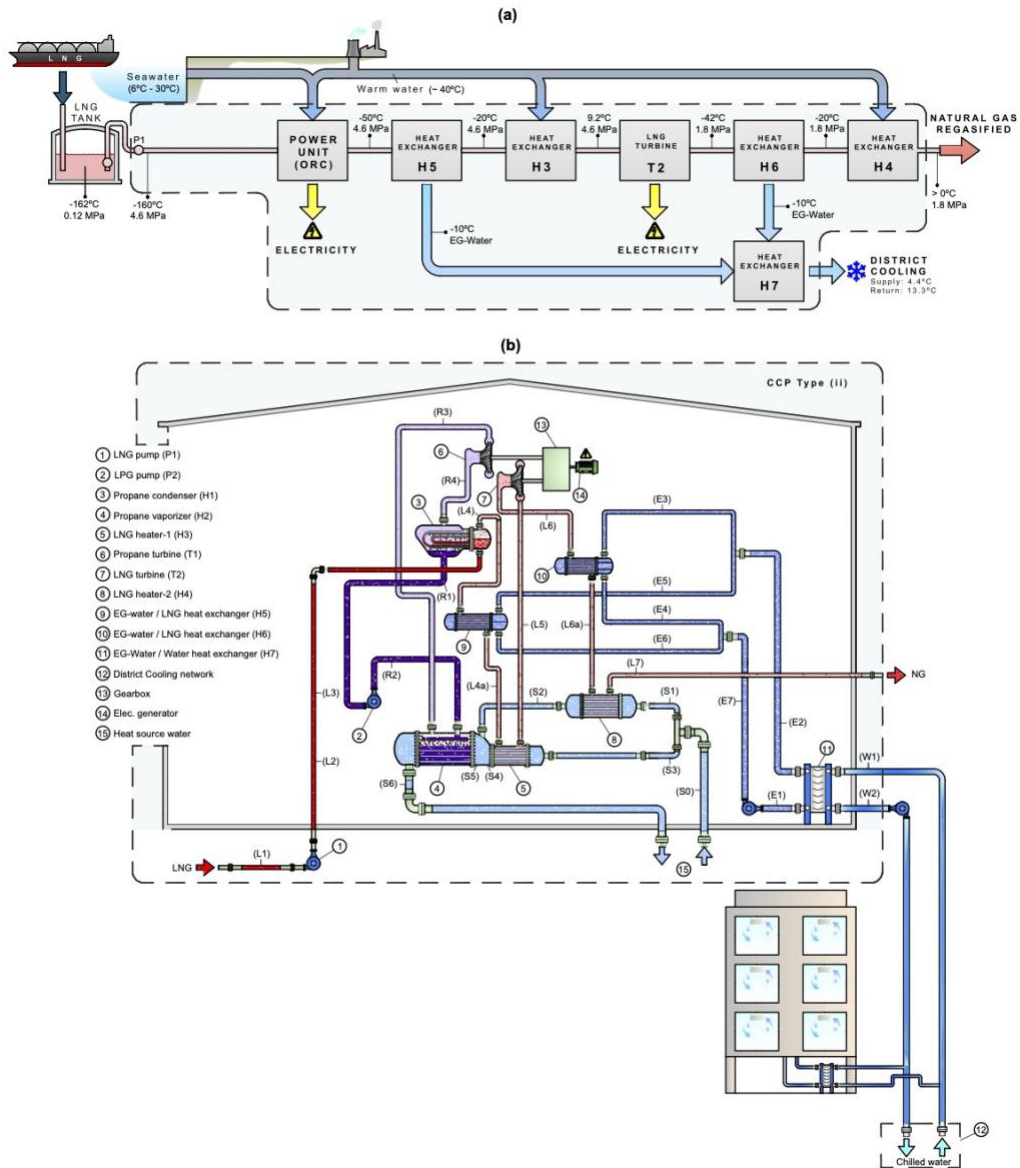 (a)
LNG
LNG
TANK
Seawater
(6ºC - 30ºC)
Warm water (~ 40ºC)
P1
-162ºC
0.12 MPa
-160ºC
4.6 MPa
POWER
UNIT
(ORC)
-50ºC
4.6 MPa
HEAT
EXCHANGER
H5
-20ºC
4.6 MPa
HEAT
EXCHANGER
H3
9.2ºC
4.6 MPa
LNG
TURBINE
T2
-42ºC
1.8 MPa
HEAT
EXCHANGER
H6
-20ºC
1.8 MPa
HEAT
EXCHANGER
H4
NATURAL GAS
REGASIFIED
> 0ºC
1.8 MPa
ELECTRICITY
-10ºC
EG-Water
ELECTRICITY
-10ºC
EG-Water
HEAT
EXCHANGER
H7
DISTRICT
COOLING
Supply: 4.4ºC
Return: 13.3ºC
(b)
CCP Type (ii)
1 LNG pump (P1)
2 LPG pump (P2)
3 Propane condenser (H1)
4 Propane vaporizer (H2)
5 LNG heater-1 (H3)
6 Propane turbine (T1)
7 LNG turbine (T2)
8 LNG heater-2 (H4)
9 EG-water / LNG heat exchanger (H5)
10 EG-water / LNG heat exchanger (H6)
11 EG-Water / Water heat exchanger (H7)
12 District Cooling network
13 Gearbox
14 Elec. generator
15 Heat source water
(R3)
13
6
(R4)
14
7
3
(L4)
(L6)
(E3)
10
(R1)
(E5)
(E4)
9
(L5)
(L6a)
(E6)
(R2)
(L4a)
(L7)
NG
(L3)
2
(S2)
(S1)
(E7)
(E2)
8
11
(L2)
(S5)
(S4)
(S3)
(W1)
4
5
(S6)
(S0)
(E1)
(W2)
LNG
(L1)
1
15
12
Chilled water